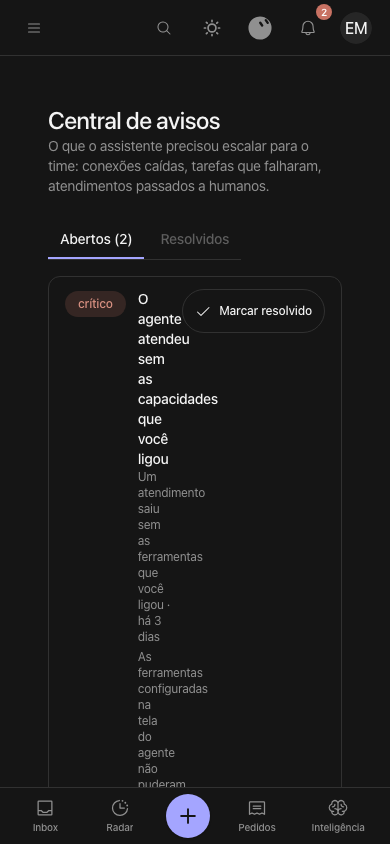 2
EM
Central de avisos
O que o assistente precisou escalar para o
time: conexões caídas, tarefas que falharam,
atendimentos passados a humanos.
Abertos (2)
Resolvidos
crítico
O
agente
atendeu
sem
as
capacidades
que
você
ligou
Marcar resolvido
Um
atendimento
saiu
sem
as
ferramentas
que
você
ligou ·
há 3
dias
As
ferramentas
configuradas
na
tela
do
agente
não
puderam
Inbox
Radar
Pedidos
Inteligência